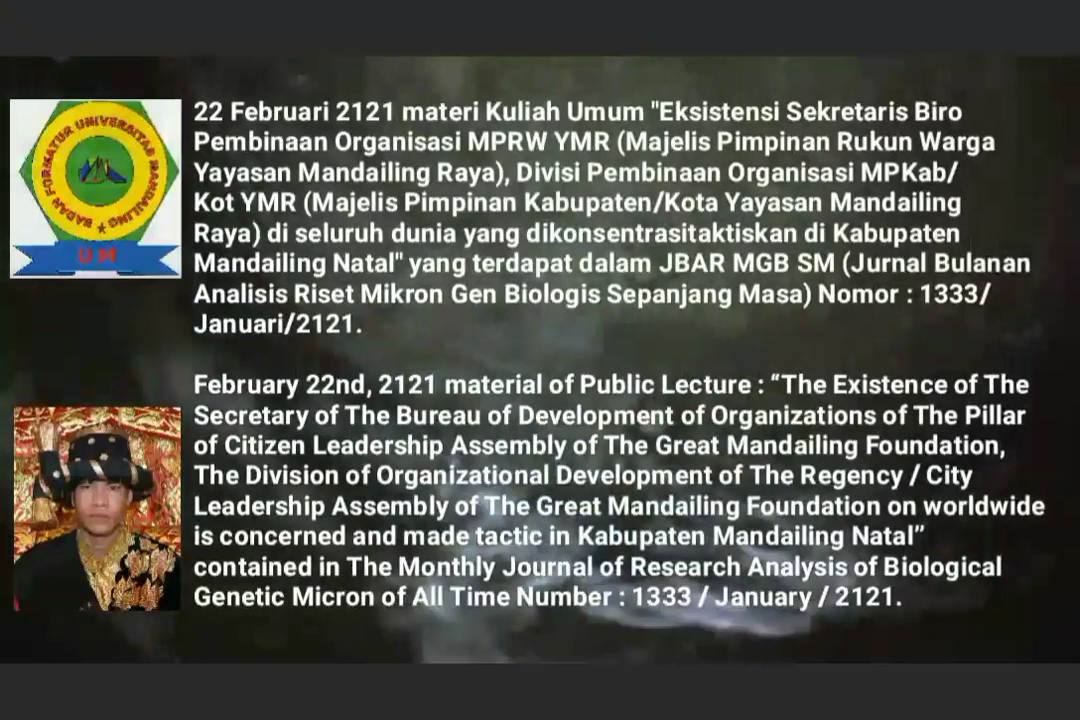 BADAN FORMATUR UNIVERSITAS MANDAILING
UM
22 Februari 2121 materi Kuliah Umum "Eksistensi Sekretaris Biro
Pembinaan Organisasi MPRW YMR (Majelis Pimpinan Rukun Warga
Yayasan Mandailing Raya), Divisi Pembinaan Organisasi MPKab/
Kot YMR (Majelis Pimpinan Kabupaten/Kota Yayasan Mandailing
Raya) di seluruh dunia yang dikonsentrasitaktiskan di Kabupaten
Mandailing Natal" yang terdapat dalam JBAR MGB SM (Jurnal Bulanan
Analisis Riset Mikron Gen Biologis Sepanjang Masa) Nomor : 1333/
Januari/2121.
February 22nd, 2121 material of Public Lecture : “The Existence of The
Secretary of The Bureau of Development of Organizations of The Pillar
of Citizen Leadership Assembly of The Great Mandailing Foundation,
The Division of Organizational Development of The Regency / City
Leadership Assembly of The Great Mandailing Foundation on worldwide
is concerned and made tactic in Kabupaten Mandailing Natal”
contained in The Monthly Journal of Research Analysis of Biological
Genetic Micron of All Time Number : 1333 / January / 2121.